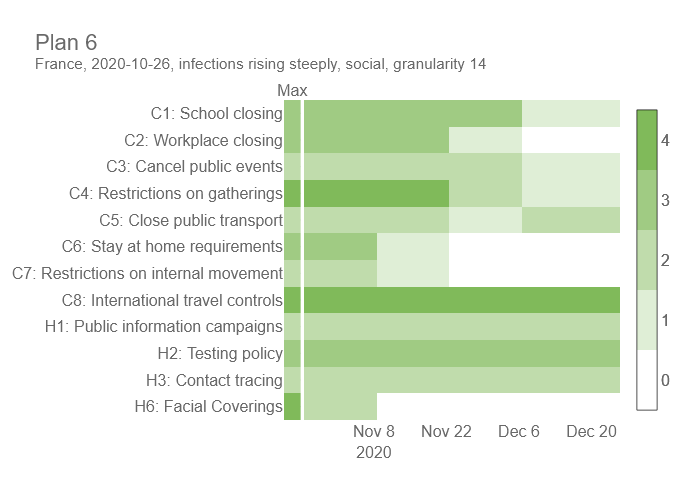 Plan 6
France, 2020-10-26, infections rising steeply, social, granularity 14
Max
C1: School closing
C2: Workplace closing
C3: Cancel public events
C4: Restrictions on gatherings
C5: Close public transport
C6: Stay at home requirements
C7: Restrictions on internal movement
C8: International travel controls
H1: Public information campaigns
H2: Testing policy
H3: Contact tracing
H6: Facial Coverings
Nov 8 Nov 22 Dec 6 Dec 20
2020
4
3
2
1
0